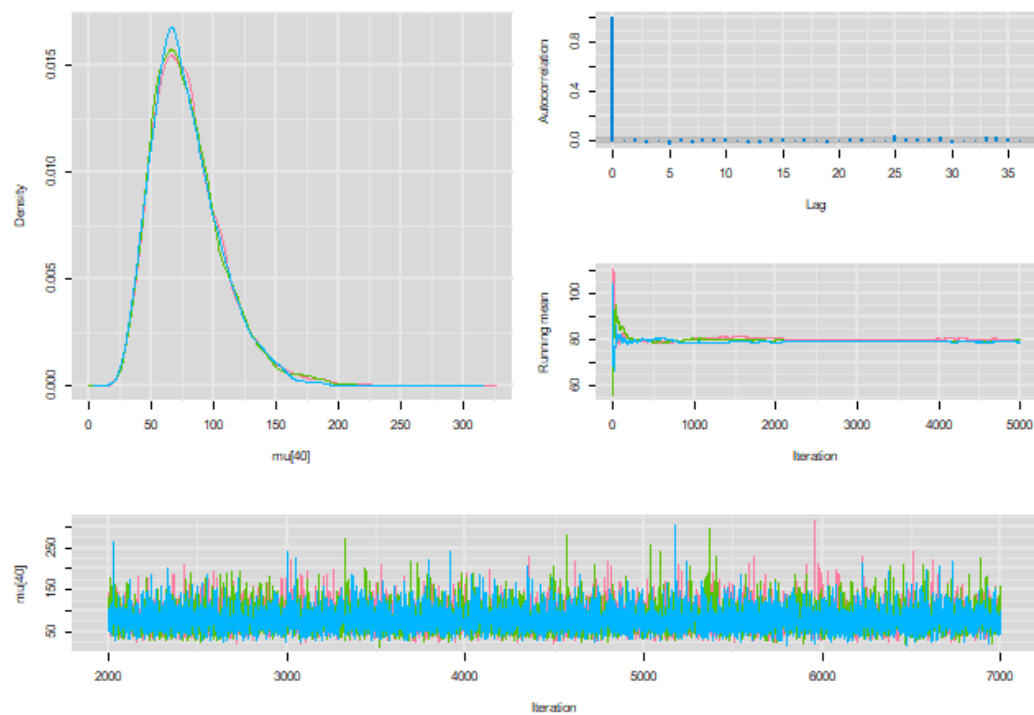 Density
0.000 0.005 0.010 0.015
0 50 100 150 200 250 300
mu[40]
Autocorrelation
0.0 0.4 0.8
0 5 10 15 20 25 30 35
Lag
Running mean
60 80 100
0 1000 2000 3000 4000 5000
Iteration
mu[40]
50 150 250
2000 3000 4000 5000 6000 7000
Iteration